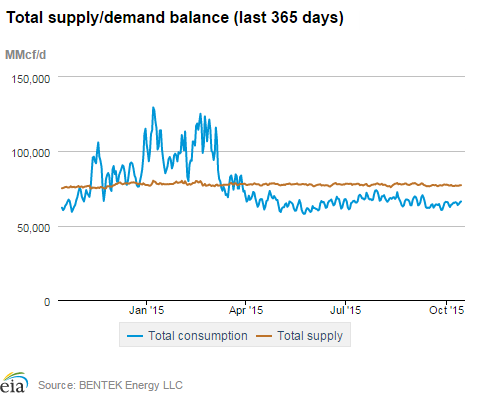 Total supply/demand balance (last 365 days)
MMcf/d
150,000
100,000
50,000
0
Jan '15 Apr '15 Jul '15 Oct '15
Total consumption Total supply
eia Source: BENTEK Energy LLC